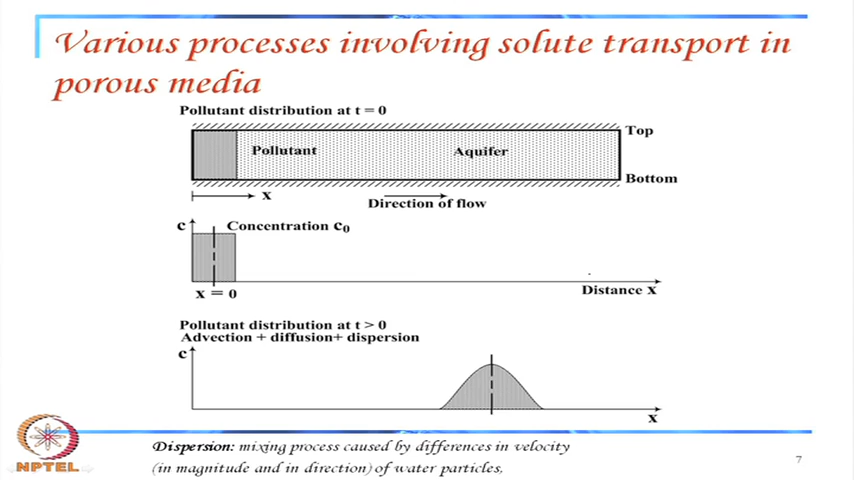 Various processes involving solute transport in
porous media
Pollutant distribution at t = 0
Top
Pollutant
Aquifer
Bottom
x
Direction of flow
c
Concentration c₀
x = 0
Distance x
Pollutant distribution at t > 0
Advection + diffusion+ dispersion
c
x
NPTEL
Dispersion: mixing process caused by differences in velocity
(in magnitude and in direction) of water particles,
7